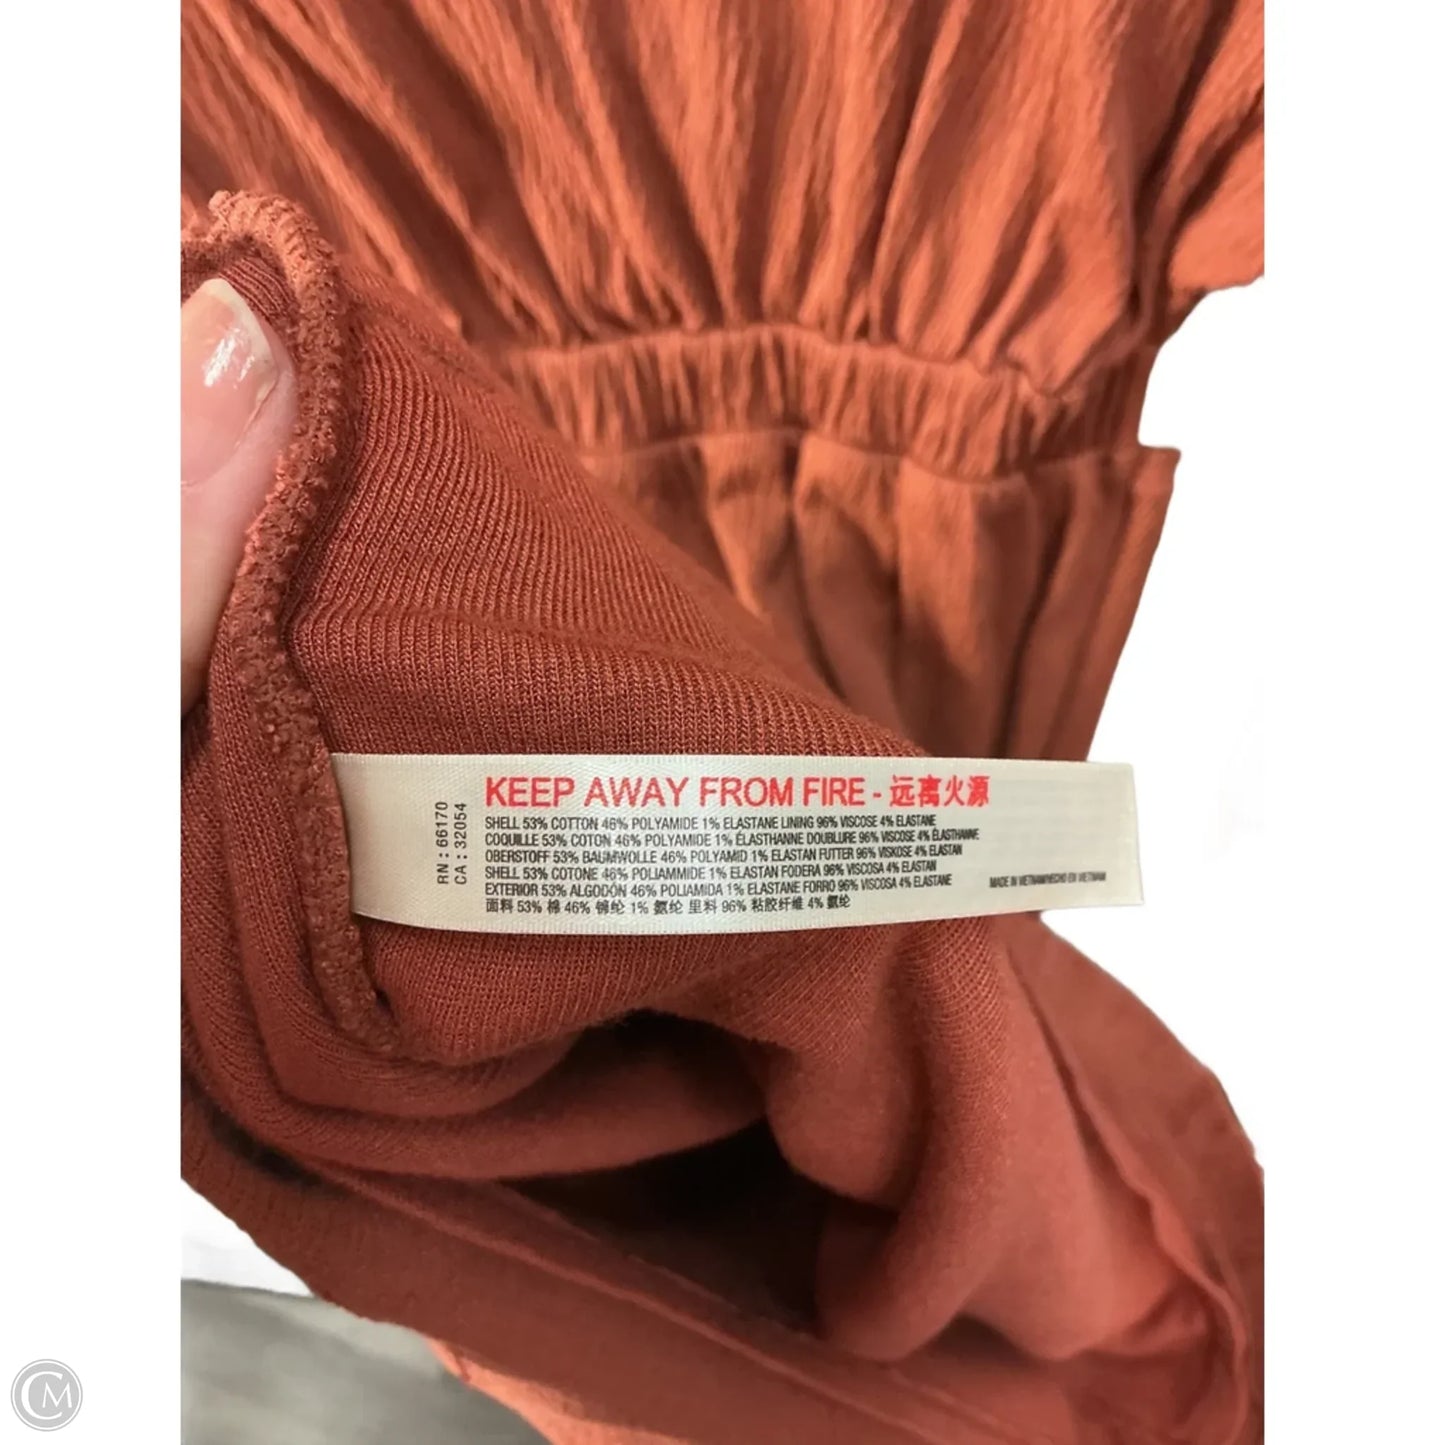 KEEP AWAY FROM FIRE - 远离火源
SHELL 53% COTTON 46% POLYAMIDE 1% ELASTANE LINING 96% VISCOSE 4% ELASTANE
COQUILLE 53% COTON 46% POLYAMIDE 1% ÉLASTHANNE DOUBLURE 96% VISCOSE 4% ÉLASTHANNE
OBERSTOFF 53% BAUMWOLLE 46% POLYAMID 1% ELASTAN FUTTER 96% VISKOSE 4% ELASTAN
SHELL 53% COTONE 46% POLIAMMIDE 1% ELASTAN FODERA 96% VISCOSA 4% ELASTAN
EXTERIOR 53% ALGODÓN 46% POLIAMIDA 1% ELASTANE FORRO 96% VISCOSA 4% ELASTANE
面料 53% 棉 46% 锦纶 1% 氨纶 里料 96% 粘胶纤维 4% 氨纶
RN : 66170
CA : 32054
MADE IN VIETNAM/HECHO EN VIETNAM
CM